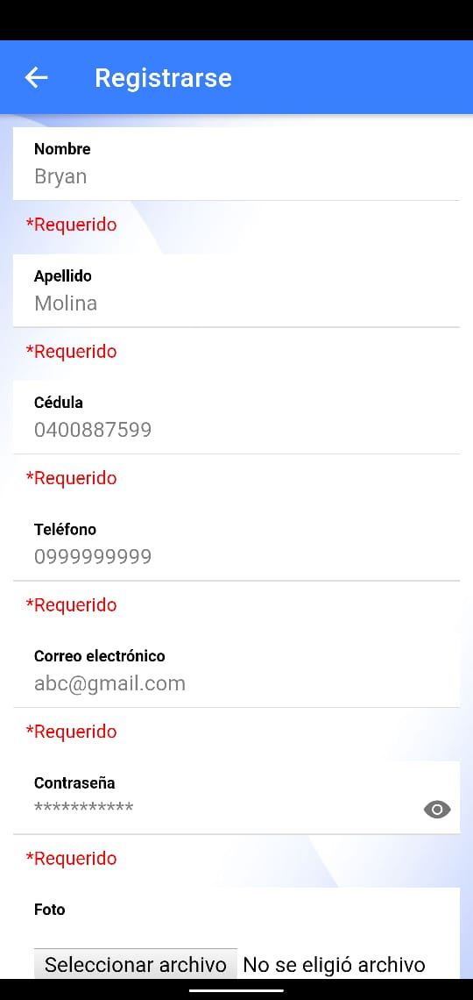 Registrarse
Nombre
Bryan
*Requerido
Apellido
Molina
*Requerido
Cédula
0400887599
*Requerido
Teléfono
0999999999
*Requerido
Correo electrónico
abc@gmail.com
*Requerido
Contraseña
***********
*Requerido
Foto
Seleccionar archivo No se eligió archivo